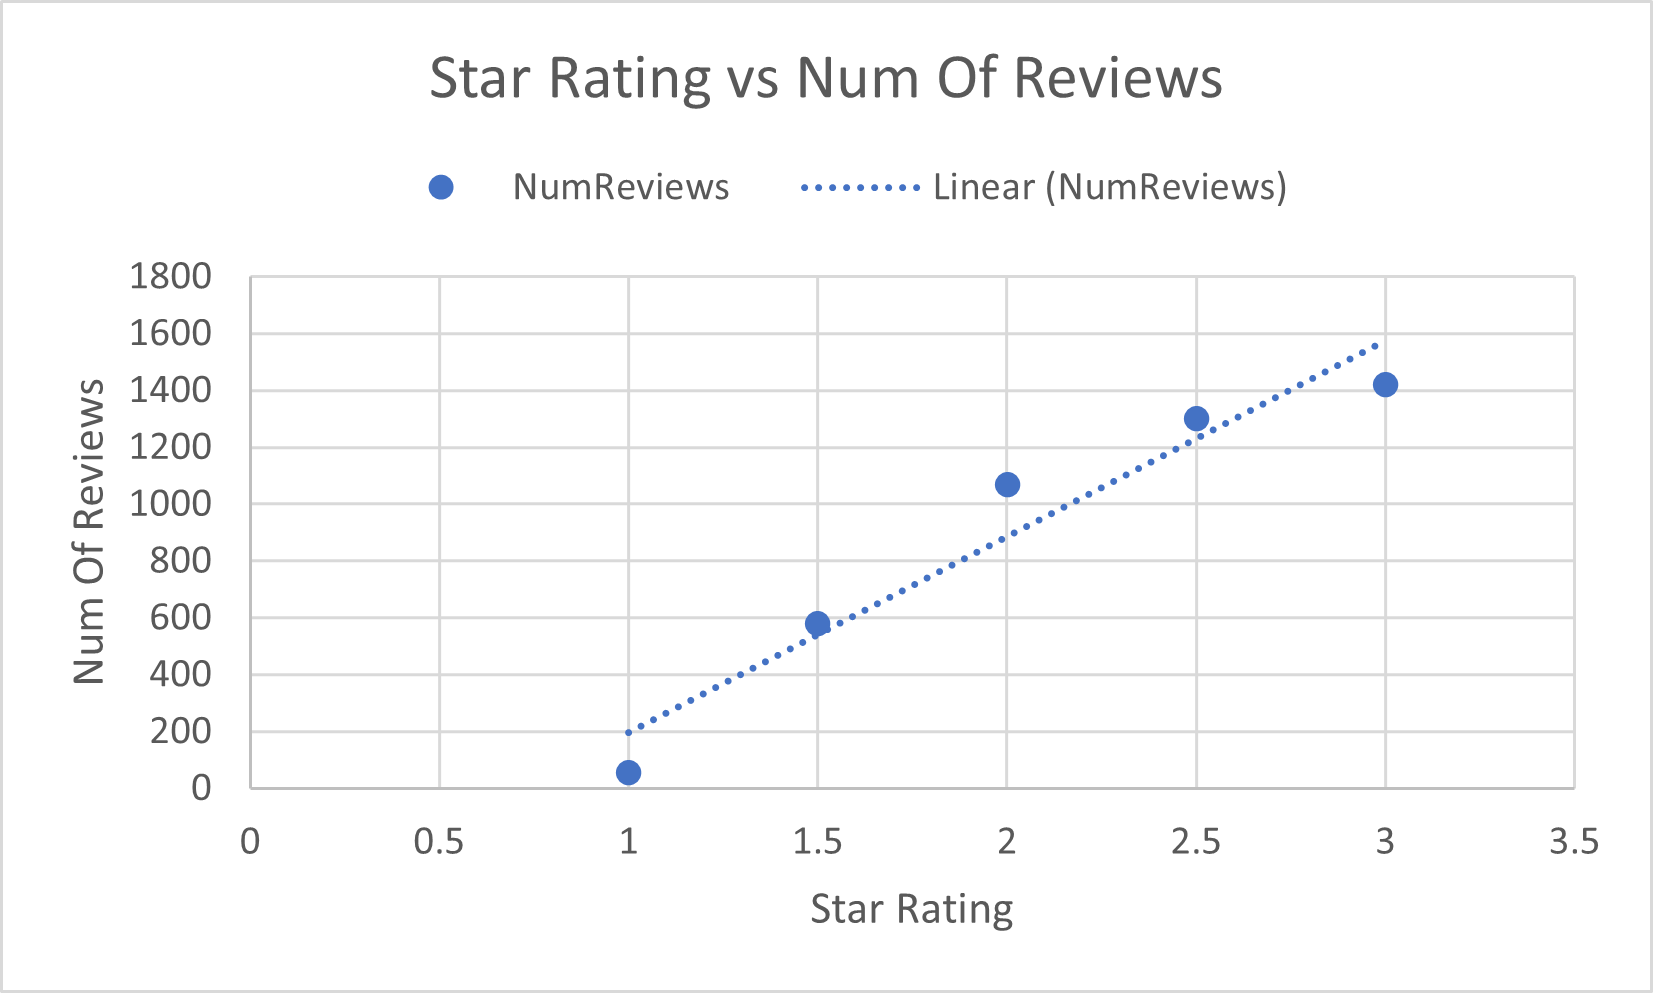 Star Rating vs Num Of Reviews
NumReviews Linear (NumReviews)
1800
1600
1400
1200
1000
800
600
400
200
0
Num Of Reviews
0 0.5 1 1.5 2 2.5 3 3.5
Star Rating